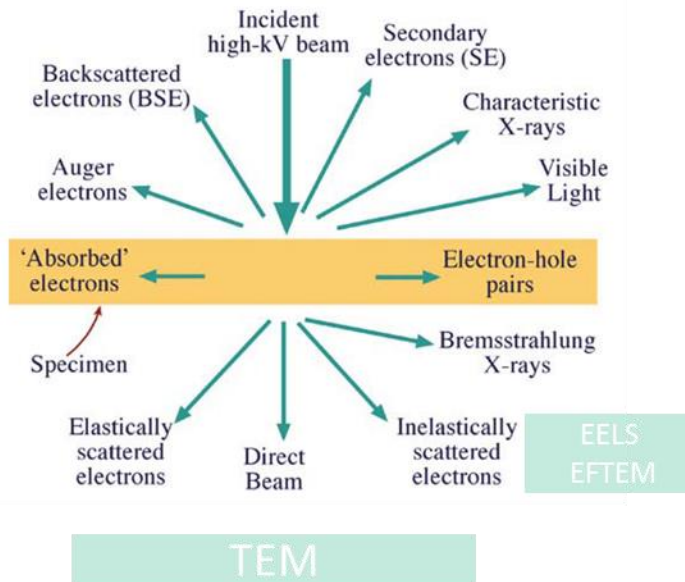 Incident
high-kV beam
Secondary
electrons (SE)
Backscattered
electrons (BSE)
Characteristic
X-rays
Auger
electrons
Visible
Light
‘Absorbed’
electrons
Electron-hole
pairs
Specimen
Bremsstrahlung
X-rays
Elastically
scattered
electrons
Direct
Beam
Inelastically
scattered
electrons
EELS
EFTEM
TEM